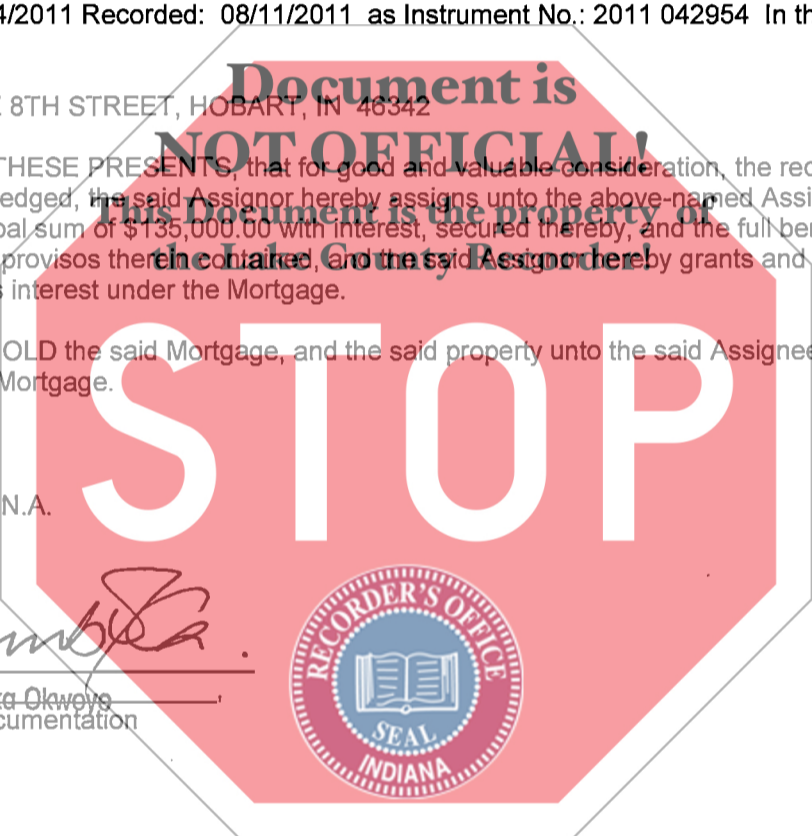 4/2011 Recorded: 08/11/2011 as Instrument No.: 2011 042954 In th
Document is
8TH STREET, HOBART, IN 46342
NOT OFFICIAL!
THESE PRESENTS, that for good and valuable consideration, the rec
edged, the said Assignor hereby assigns unto the above-named Assi
This Document is the property of
pal sum of $135,000.00 with interest, secured thereby, and the full ben
provisos therein contained, and the said Assignor hereby grants and
the Lake County Recorder!
interest under the Mortgage.
OLD the said Mortgage, and the said property unto the said Assignee
Mortgage.
STOP
N.A.
RECORDER'S OFFICE
SEAL
INDIANA
Okwoyo
cumentation